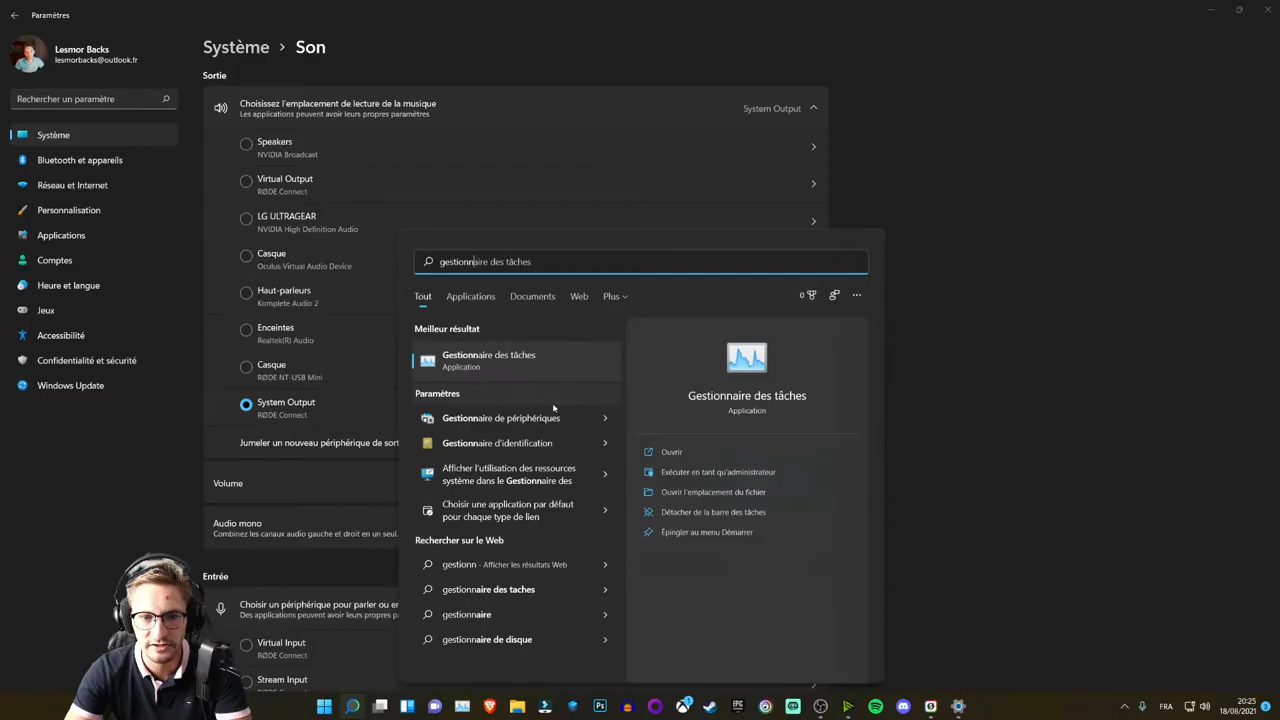 Paramètres
Lesmor Backs
lesmorbacks@outlook.fr
Rechercher un paramètre
Système
Bluetooth et appareils
Réseau et Internet
Personnalisation
Applications
Comptes
Heure et langue
Jeux
Accessibilité
Confidentialité et sécurité
Windows Update
Système > Son
Sortie
Choisissez l'emplacement de lecture de la musique
Les applications peuvent avoir leurs propres paramètres
System Output
Speakers
NVIDIA Broadcast
Virtual Output
RØDE Connect
LG ULTRAGEAR
NVIDIA High Definition Audio
Casque
Oculus Virtual Audio Device
Haut-parleurs
Komplete Audio 2
Enceintes
Realtek(R) Audio
Casque
RØDE NT-USB Mini
System Output
RØDE Connect
Jumeler un nouveau périphérique de sort
Volume
Audio mono
Combinez les canaux audio gauche et droit en un seul.
Entrée
Choisir un périphérique pour parler ou en
Des applications peuvent avoir leurs propres pa
Virtual Input
RØDE Connect
Stream Input
gestionnaire des tâches
Tout Applications Documents Web Plus
0
Meilleur résultat
Gestionnaire des tâches
Application
Paramètres
Gestionnaire de périphériques
Gestionnaire d'identification
Afficher l'utilisation des ressources
système dans le Gestionnaire des
Choisir une application par défaut
pour chaque type de lien
Rechercher sur le Web
gestionn - Afficher les résultats Web
gestionnaire des taches
gestionnaire
gestionnaire de disque
Gestionnaire des tâches
Application
Ouvrir
Exécuter en tant qu'administrateur
Ouvrir l'emplacement du fichier
Détacher de la barre des tâches
Épingler au menu Démarrer
Ps
EPIC
FR
20:25
18/08/2021